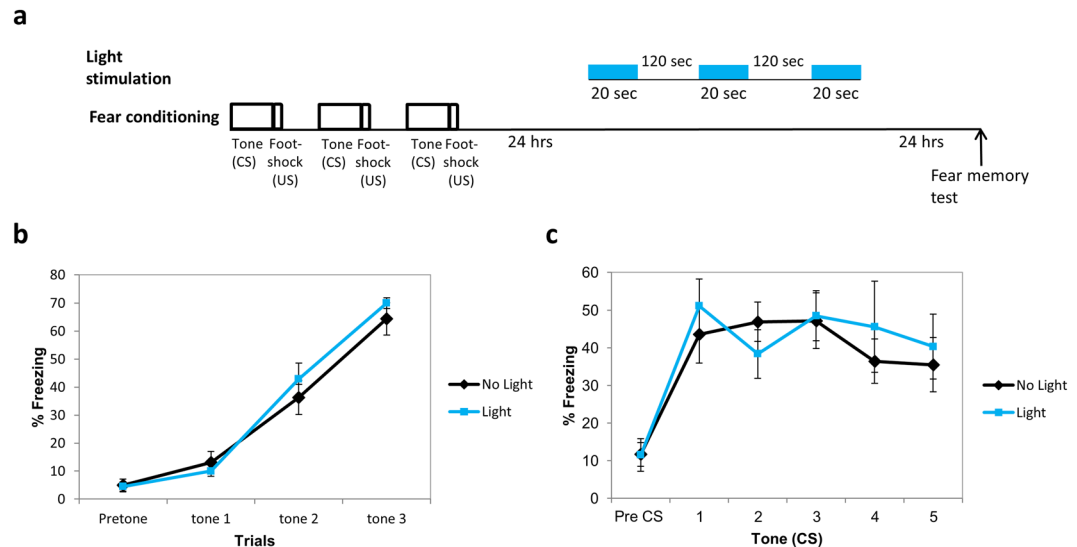 a
Light
stimulation
120 sec 120 sec
20 sec 20 sec 20 sec
Fear conditioning
Tone Foot- Tone Foot- Tone Foot-
(CS) shock (CS) shock (CS) shock
(US) (US) (US)
24 hrs 24 hrs
Fear memory
test
b
% Freezing
80
70
60
50
40
30
20
10
0
Pretone tone 1 tone 2 tone 3
Trials
No Light
Light
c
% Freezing
60
50
40
30
20
10
0
Pre CS 1 2 3 4 5
Tone (CS)
No Light
Light